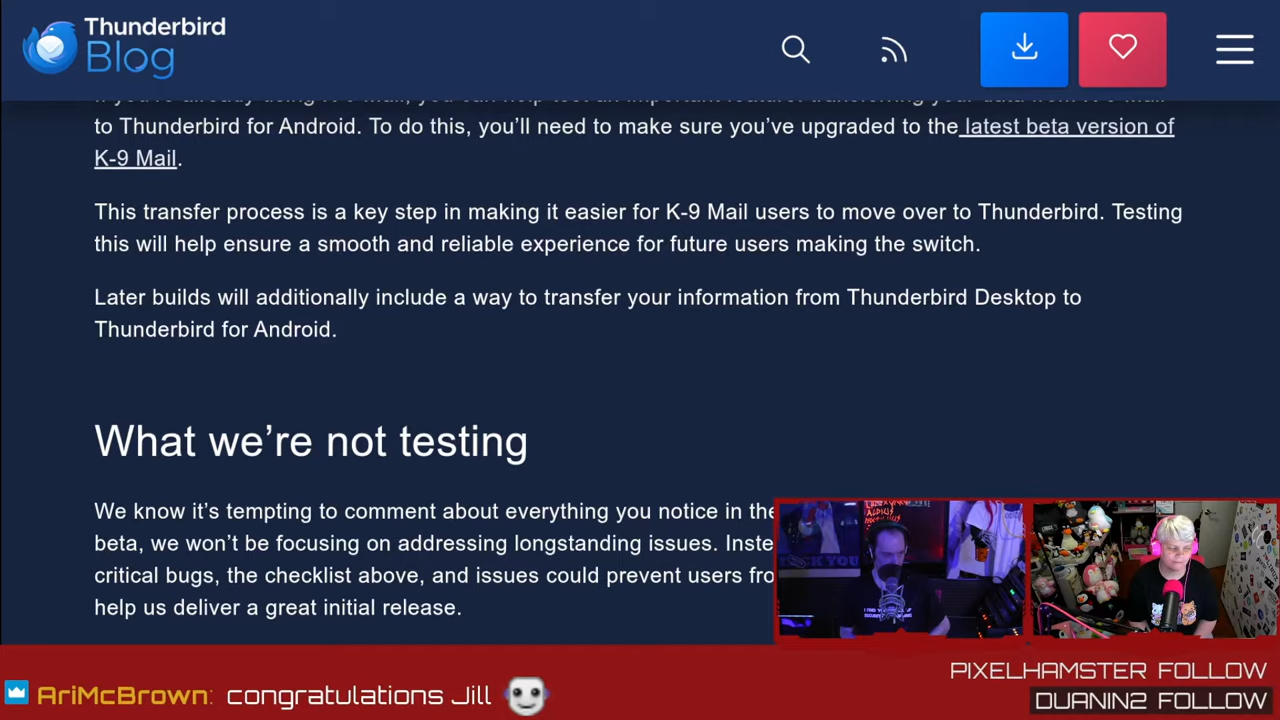 Thunderbird
Blog
to Thunderbird for Android. To do this, you'll need to make sure you've upgraded to the latest beta version of
K-9 Mail.
This transfer process is a key step in making it easier for K-9 Mail users to move over to Thunderbird. Testing
this will help ensure a smooth and reliable experience for future users making the switch.
Later builds will additionally include a way to transfer your information from Thunderbird Desktop to
Thunderbird for Android.
What we're not testing
We know it's tempting to comment about everything you notice in the
beta, we won't be focusing on addressing longstanding issues. Inste
critical bugs, the checklist above, and issues could prevent users fro
help us deliver a great initial release.
PIXELHAMSTER FOLLOW
AriMcBrown: congratulations Jill
DUANIN2 FOLLOW